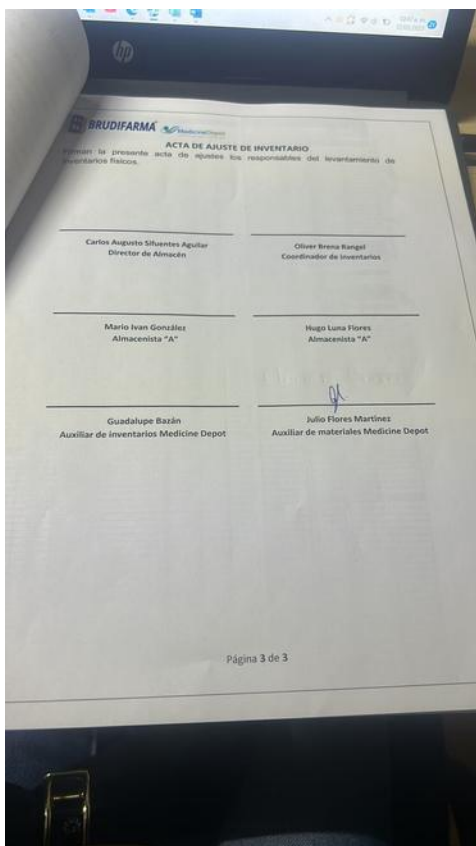 hp
BRUDIFARMA MedicineDepot
ACTA DE AJUSTE DE INVENTARIO
Firman la presente acta de ajustes los responsables del levantamiento de
inventarios físicos.
Carlos Augusto Sifuentes Aguilar
Director de Almacén
Oliver Brena Rangel
Coordinador de Inventarios
Mario Ivan González
Almacenista "A"
Hugo Luna Flores
Almacenista "A"
Guadalupe Bazán
Auxiliar de inventarios Medicine Depot
Julio Flores Martínez
Auxiliar de materiales Medicine Depot
Página 3 de 3